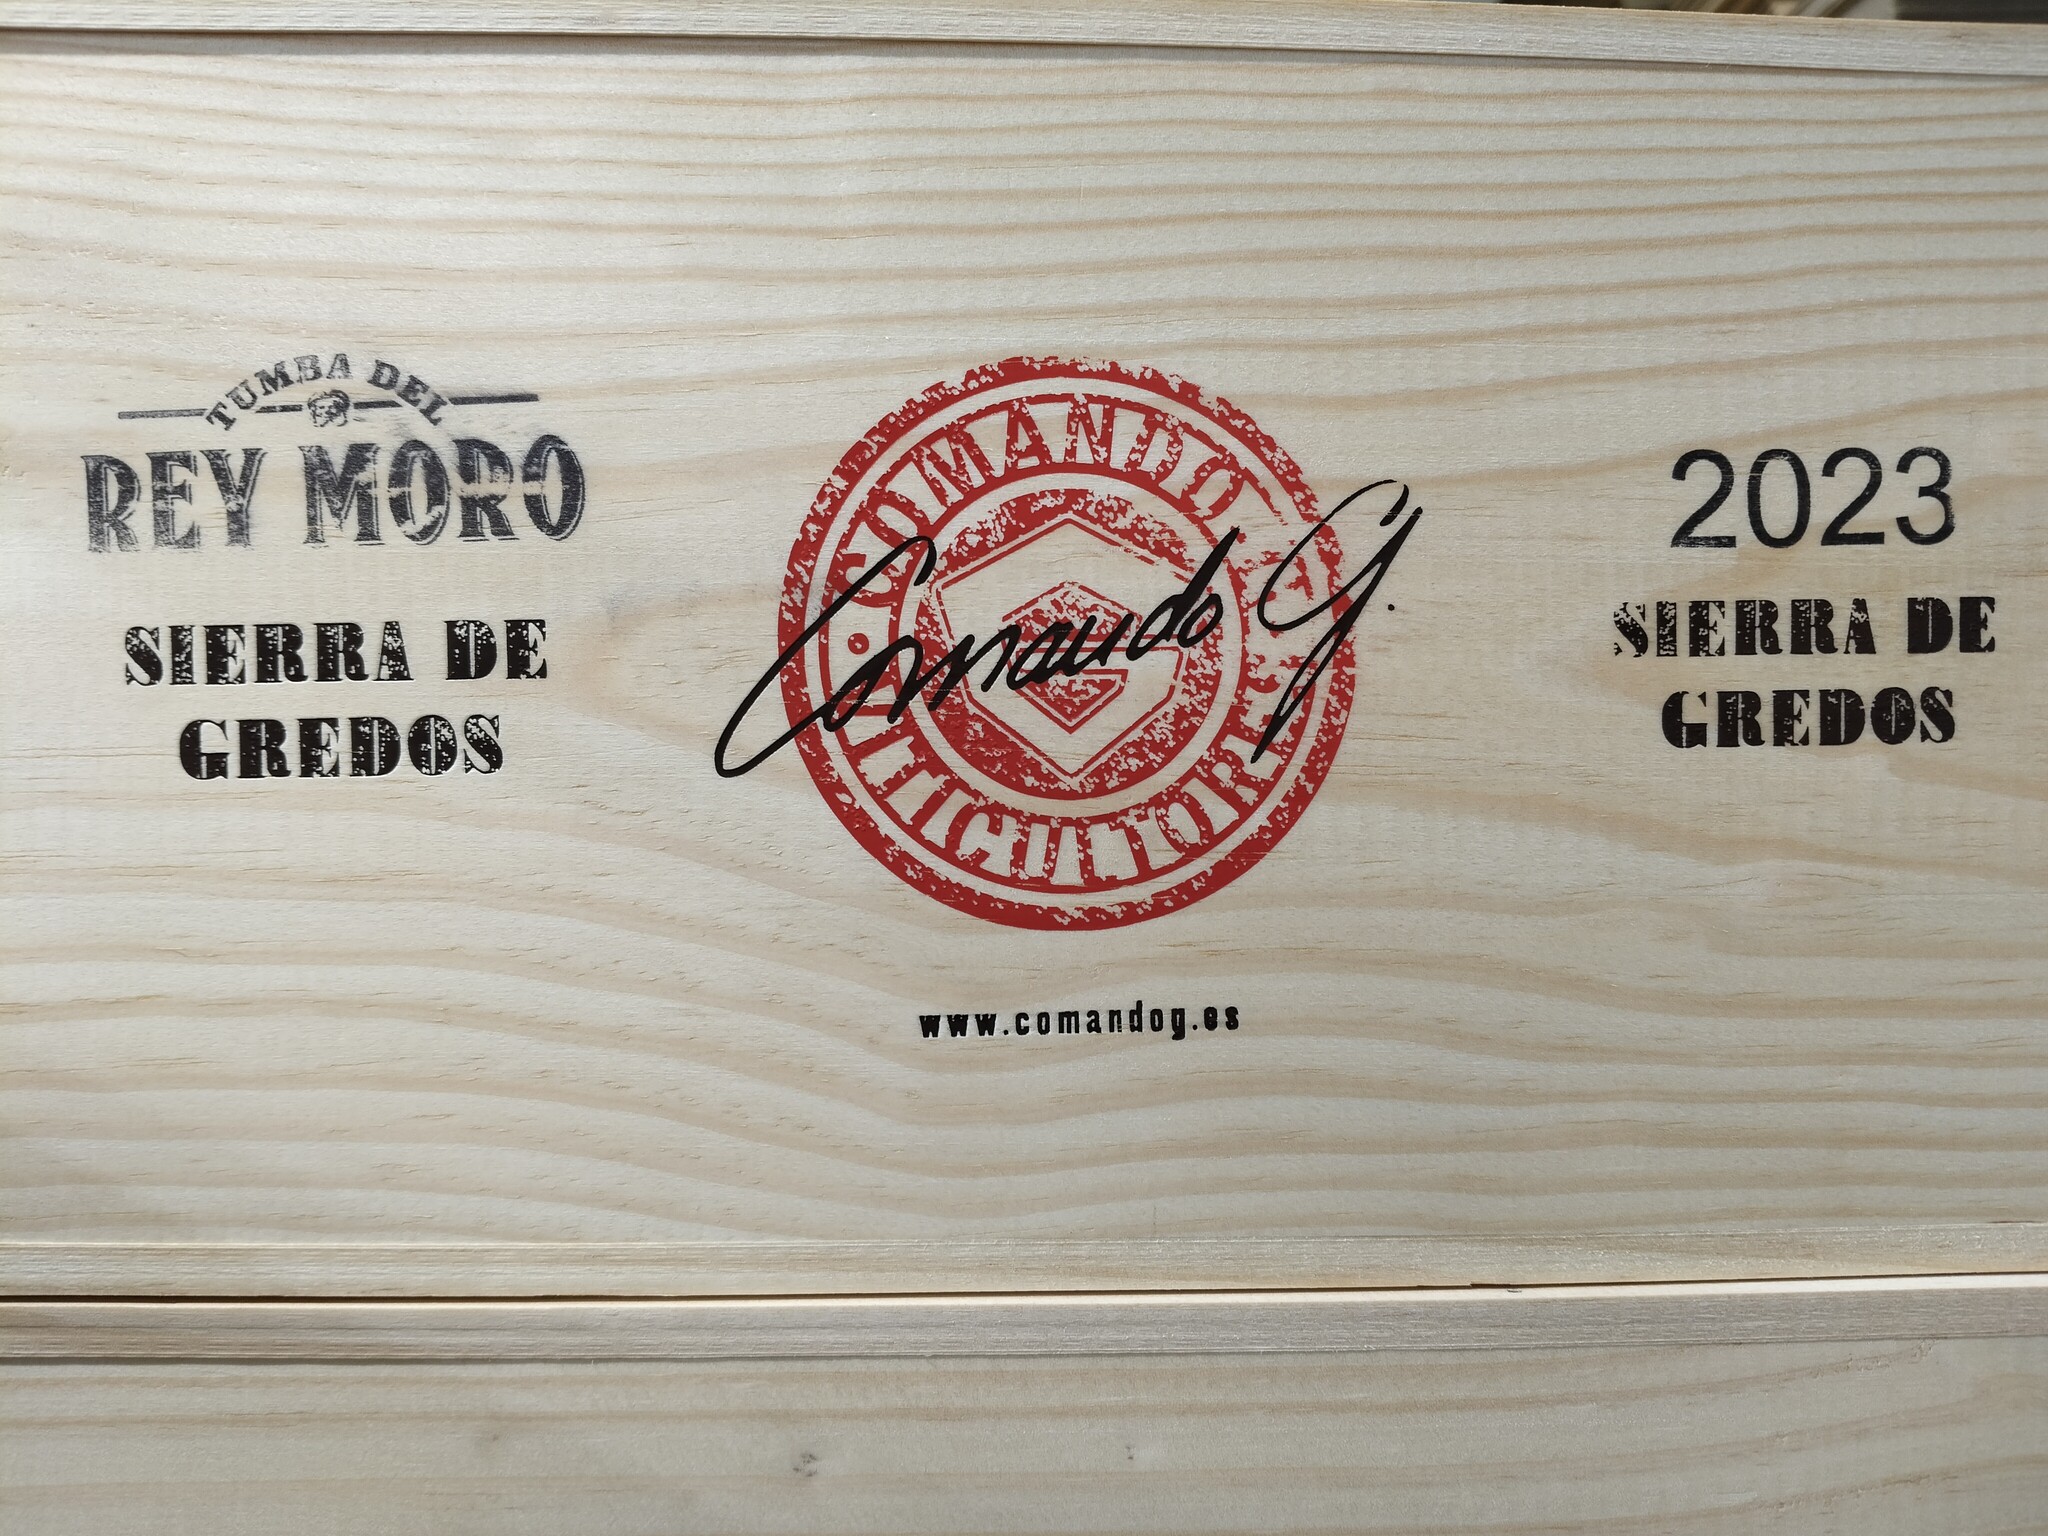 TUMBA DEL
REY MORO
SIERRA DE
GREDOS
COMANDO G
VITICULTORES
Comando G.
www.comandog.es
2023
SIERRA DE
GREDOS